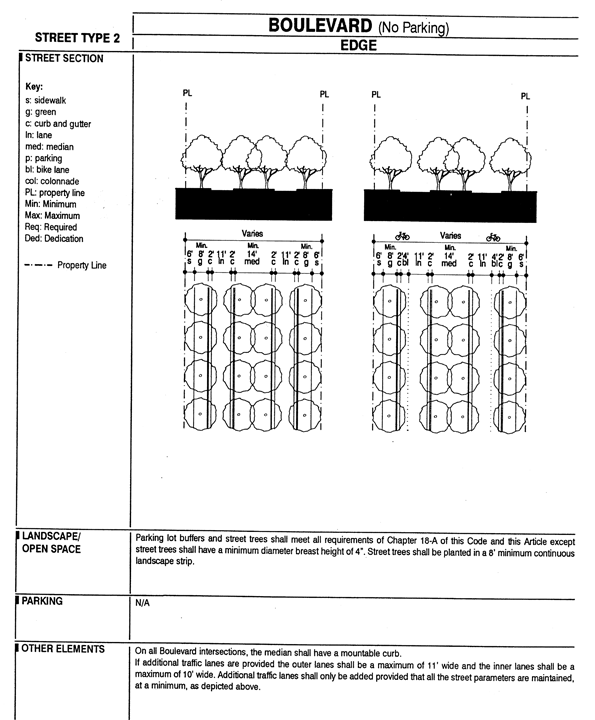 STREET TYPE 2
BOULEVARD (No Parking)
EDGE
STREET SECTION
Key:
s: sidewalk
g: green
c: curb and gutter
ln: lane
med: median
p: parking
bl: bike lane
col: colonnade
PL: property line
Min: Minimum
Max: Maximum
Req: Required
Ded: Dedication
Property Line
PL PL PL PL
Varies
Min. Min. Min.
6' 8' 2' 11' 2' 14' 2' 11' 2' 8' 6'
s g c ln c med c ln c g s
Varies
Min. Min. Min.
6' 8' 2' 4' 11' 2' 14' 2' 11' 4' 2' 8' 6'
s g c bl ln c med c ln bl c g s
LANDSCAPE/
OPEN SPACE
Parking lot buffers and street trees shall meet all requirements of Chapter 18-A of this Code and this Article except
street trees shall have a minimum diameter breast height of 4". Street trees shall be planted in a 8' minimum continuous
landscape strip.
PARKING
N/A
OTHER ELEMENTS
On all Boulevard intersections, the median shall have a mountable curb.
If additional traffic lanes are provided the outer lanes shall be a maximum of 11' wide and the inner lanes shall be a
maximum of 10' wide. Additional traffic lanes shall only be added provided that all the street parameters are maintained,
at a minimum, as depicted above.